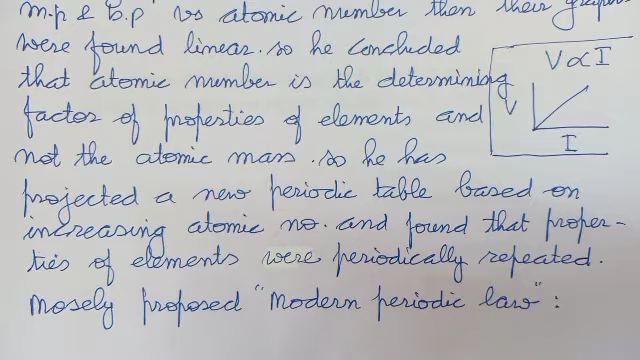 m.p & b.p vs atomic number then their graphs
were found linear. so he concluded
that atomic number is the determining
factor of properties of elements and
not the atomic mass. so he has
projected a new periodic table based on
increasing atomic no. and found that proper-
ties of elements were periodically repeated.
Mosely proposed "Modern periodic law":
V ∝ I
V
I